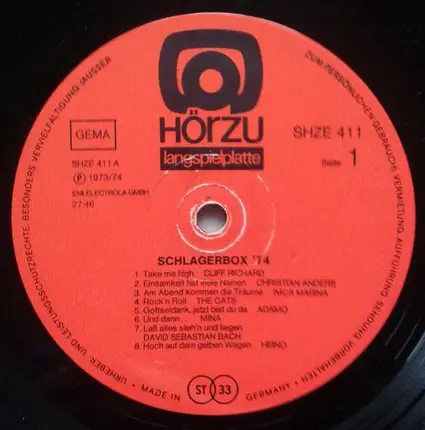 HÖRZU
langspielplatte
GEMA
SHZE 411 A
Ⓟ 1973/74
EMI ELECTROLA GMBH
27:46
SHZE 411
Seite 1
SCHLAGERBOX '74
1. Take me high CLIFF RICHARD
2. Einsamkeit hat viele Namen CHRISTIAN ANDERS
3. Am Abend kommen die Träume IMCA MARINA
4. Rock'n Roll THE CATS
5. Gottseidank, jetzt bist du da ADAMO
6. Und dann . . MINA
7. Laß alles steh'n und liegen
DAVID SEBASTIAN BACH
8. Hoch auf dem gelben Wagen HEINO
ST 33
URHEBER- UND LEISTUNGSSCHUTZRECHTE, BESONDERS VERVIELFÄLTIGUNG (AUSSER ZUM PERSÖNLICHEN GEBRAUCH), VERMIETUNG, AUFFÜHRUNG, SENDUNG, VORBEHALTEN • MADE IN GERMANY •